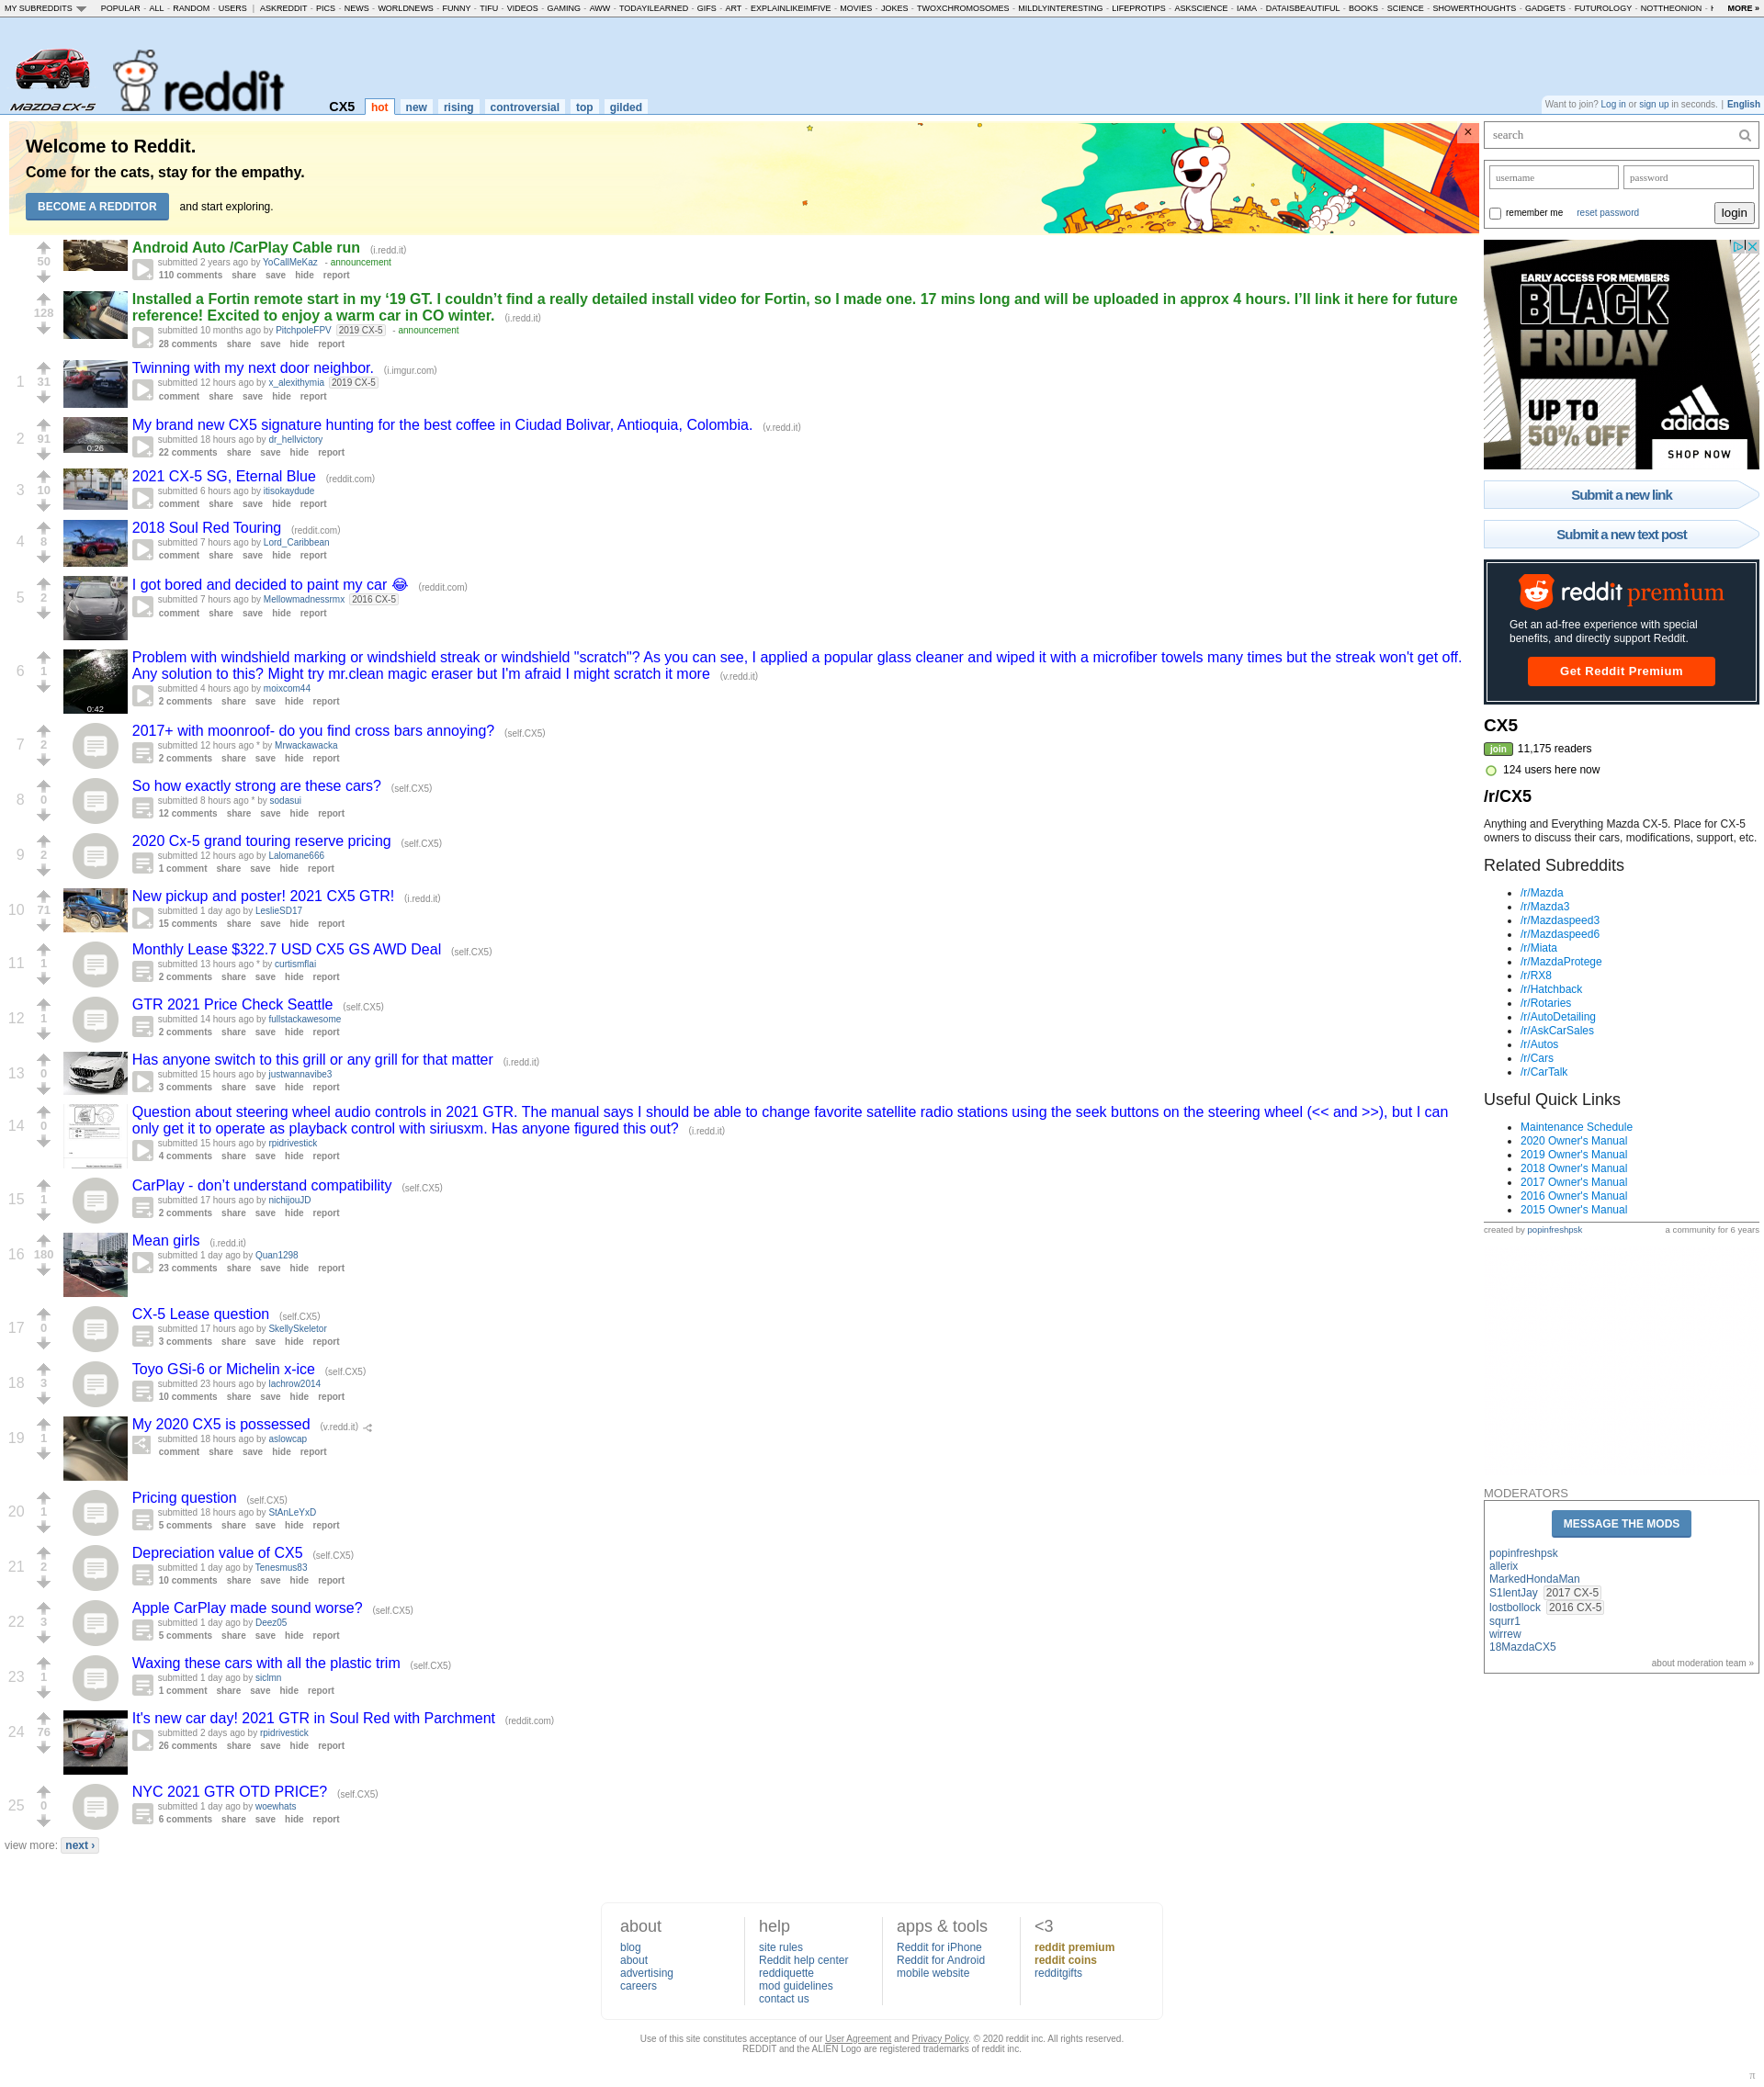 MY SUBREDDITS
POPULAR - ALL - RANDOM - USERS | ASKREDDIT - PICS - NEWS - WORLDNEWS - FUNNY - TIFU - VIDEOS - GAMING - AWW - TODAYILEARNED - GIFS - ART - EXPLAINLIKEIMFIVE - MOVIES - JOKES - TWOXCHROMOSOMES - MILDLYINTERESTING - LIFEPROTIPS - ASKSCIENCE - IAMA - DATAISBEAUTIFUL - BOOKS - SCIENCE - SHOWERTHOUGHTS - GADGETS - FUTUROLOGY - NOTTHEONION -
MORE »
MAZDA CX-5
reddit
CX5 hot new rising controversial top gilded
Want to join? Log in or sign up in seconds. | English
Welcome to Reddit.
Come for the cats, stay for the empathy.
BECOME A REDDITOR and start exploring.
×
50
Android Auto /CarPlay Cable run (i.redd.it)
submitted 2 years ago by YoCallMeKaz - announcement
110 comments share save hide report
128
Installed a Fortin remote start in my ‘19 GT. I couldn’t find a really detailed install video for Fortin, so I made one. 17 mins long and will be uploaded in approx 4 hours. I’ll link it here for future
reference! Excited to enjoy a warm car in CO winter. (i.redd.it)
submitted 10 months ago by PitchpoleFPV 2019 CX-5 - announcement
28 comments share save hide report
1
31
Twinning with my next door neighbor. (i.imgur.com)
submitted 12 hours ago by x_alexithymia 2019 CX-5
comment share save hide report
2
91
0:26
My brand new CX5 signature hunting for the best coffee in Ciudad Bolivar, Antioquia, Colombia. (v.redd.it)
submitted 18 hours ago by dr_hellvictory
22 comments share save hide report
3
10
2021 CX-5 SG, Eternal Blue (reddit.com)
submitted 6 hours ago by itisokaydude
comment share save hide report
4
8
2018 Soul Red Touring (reddit.com)
submitted 7 hours ago by Lord_Caribbean
comment share save hide report
5
2
I got bored and decided to paint my car 😂 (reddit.com)
submitted 7 hours ago by Mellowmadnessrmx 2016 CX-5
comment share save hide report
6
1
0:42
Problem with windshield marking or windshield streak or windshield "scratch"? As you can see, I applied a popular glass cleaner and wiped it with a microfiber towels many times but the streak won't get off.
Any solution to this? Might try mr.clean magic eraser but I'm afraid I might scratch it more (v.redd.it)
submitted 4 hours ago by moixcom44
2 comments share save hide report
7
2
2017+ with moonroof- do you find cross bars annoying? (self.CX5)
submitted 12 hours ago * by Mrwackawacka
2 comments share save hide report
8
0
So how exactly strong are these cars? (self.CX5)
submitted 8 hours ago * by sodasui
12 comments share save hide report
9
2
2020 Cx-5 grand touring reserve pricing (self.CX5)
submitted 12 hours ago by Lalomane666
1 comment share save hide report
10
71
New pickup and poster! 2021 CX5 GTR! (i.redd.it)
submitted 1 day ago by LeslieSD17
15 comments share save hide report
11
1
Monthly Lease $322.7 USD CX5 GS AWD Deal (self.CX5)
submitted 13 hours ago * by curtismflai
2 comments share save hide report
12
1
GTR 2021 Price Check Seattle (self.CX5)
submitted 14 hours ago by fullstackawesome
2 comments share save hide report
13
0
Has anyone switch to this grill or any grill for that matter (i.redd.it)
submitted 15 hours ago by justwannavibe3
3 comments share save hide report
14
0
Question about steering wheel audio controls in 2021 GTR. The manual says I should be able to change favorite satellite radio stations using the seek buttons on the steering wheel (<< and >>), but I can
only get it to operate as playback control with siriusxm. Has anyone figured this out? (i.redd.it)
submitted 15 hours ago by rpidrivestick
4 comments share save hide report
15
1
CarPlay - don’t understand compatibility (self.CX5)
submitted 17 hours ago by nichijouJD
2 comments share save hide report
16
180
Mean girls (i.redd.it)
submitted 1 day ago by Quan1298
23 comments share save hide report
17
0
CX-5 Lease question (self.CX5)
submitted 17 hours ago by SkellySkeletor
3 comments share save hide report
18
3
Toyo GSi-6 or Michelin x-ice (self.CX5)
submitted 23 hours ago by lachrow2014
10 comments share save hide report
19
1
My 2020 CX5 is possessed (v.redd.it)
submitted 18 hours ago by aslowcap
comment share save hide report
20
1
Pricing question (self.CX5)
submitted 18 hours ago by StAnLeYxD
5 comments share save hide report
21
2
Depreciation value of CX5 (self.CX5)
submitted 1 day ago by Tenesmus83
10 comments share save hide report
22
3
Apple CarPlay made sound worse? (self.CX5)
submitted 1 day ago by Deez05
5 comments share save hide report
23
1
Waxing these cars with all the plastic trim (self.CX5)
submitted 1 day ago by siclmn
1 comment share save hide report
24
76
It's new car day! 2021 GTR in Soul Red with Parchment (reddit.com)
submitted 2 days ago by rpidrivestick
26 comments share save hide report
25
0
NYC 2021 GTR OTD PRICE? (self.CX5)
submitted 1 day ago by woewhats
6 comments share save hide report
view more: next ›
search
username
password
remember me reset password login
EARLY ACCESS FOR MEMBERS
BLACK
FRIDAY
UP TO
50% OFF
adidas
SHOP NOW
Submit a new link
Submit a new text post
reddit premium
Get an ad-free experience with special
benefits, and directly support Reddit.
Get Reddit Premium
CX5
join 11,175 readers
124 users here now
/r/CX5
Anything and Everything Mazda CX-5. Place for CX-5
owners to discuss their cars, modifications, support, etc.
Related Subreddits
/r/Mazda
/r/Mazda3
/r/Mazdaspeed3
/r/Mazdaspeed6
/r/Miata
/r/MazdaProtege
/r/RX8
/r/Hatchback
/r/Rotaries
/r/AutoDetailing
/r/AskCarSales
/r/Autos
/r/Cars
/r/CarTalk
Useful Quick Links
Maintenance Schedule
2020 Owner's Manual
2019 Owner's Manual
2018 Owner's Manual
2017 Owner's Manual
2016 Owner's Manual
2015 Owner's Manual
created by popinfreshpsk a community for 6 years
MODERATORS
MESSAGE THE MODS
popinfreshpsk
allerix
MarkedHondaMan
S1lentJay 2017 CX-5
lostbollock 2016 CX-5
squrr1
wirrew
18MazdaCX5
about moderation team »
about
blog
about
advertising
careers
help
site rules
Reddit help center
reddiquette
mod guidelines
contact us
apps & tools
Reddit for iPhone
Reddit for Android
mobile website
<3
reddit premium
reddit coins
redditgifts
Use of this site constitutes acceptance of our User Agreement and Privacy Policy. © 2020 reddit inc. All rights reserved.
REDDIT and the ALIEN Logo are registered trademarks of reddit inc.
π